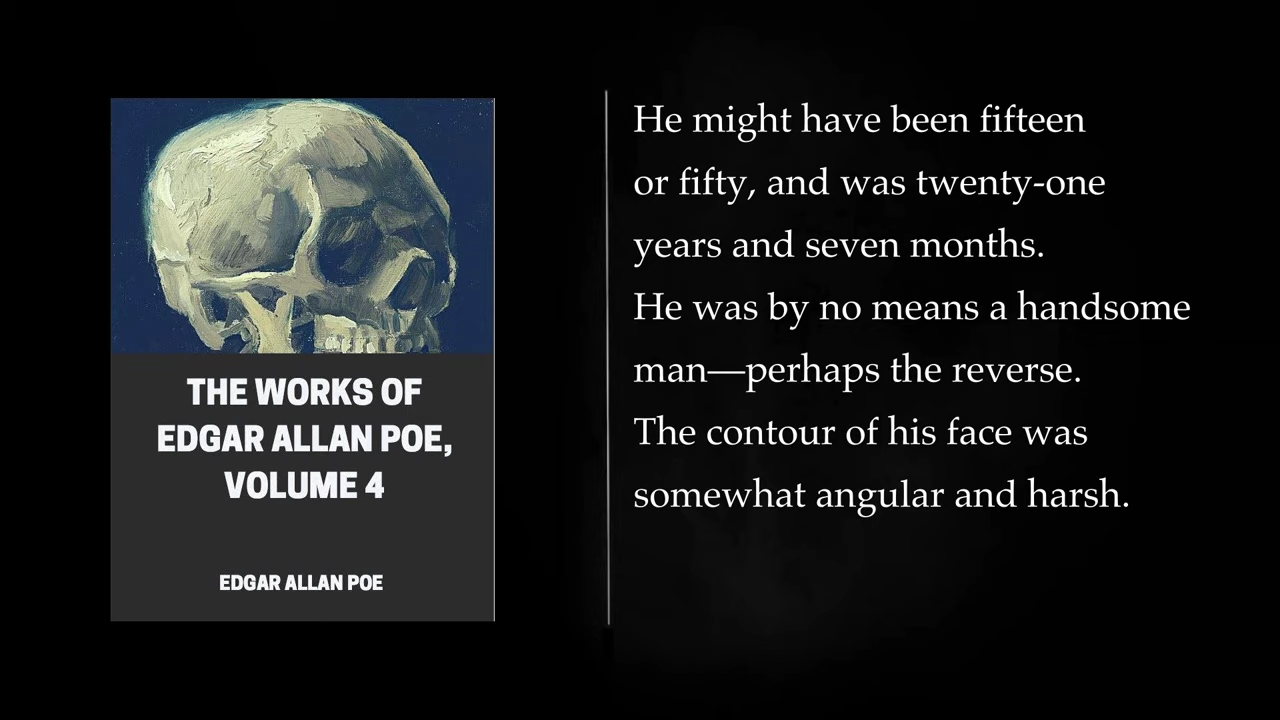 THE WORKS OF
EDGAR ALLAN POE,
VOLUME 4
EDGAR ALLAN POE
He might have been fifteen
or fifty, and was twenty-one
years and seven months.
He was by no means a handsome
man—perhaps the reverse.
The contour of his face was
somewhat angular and harsh.